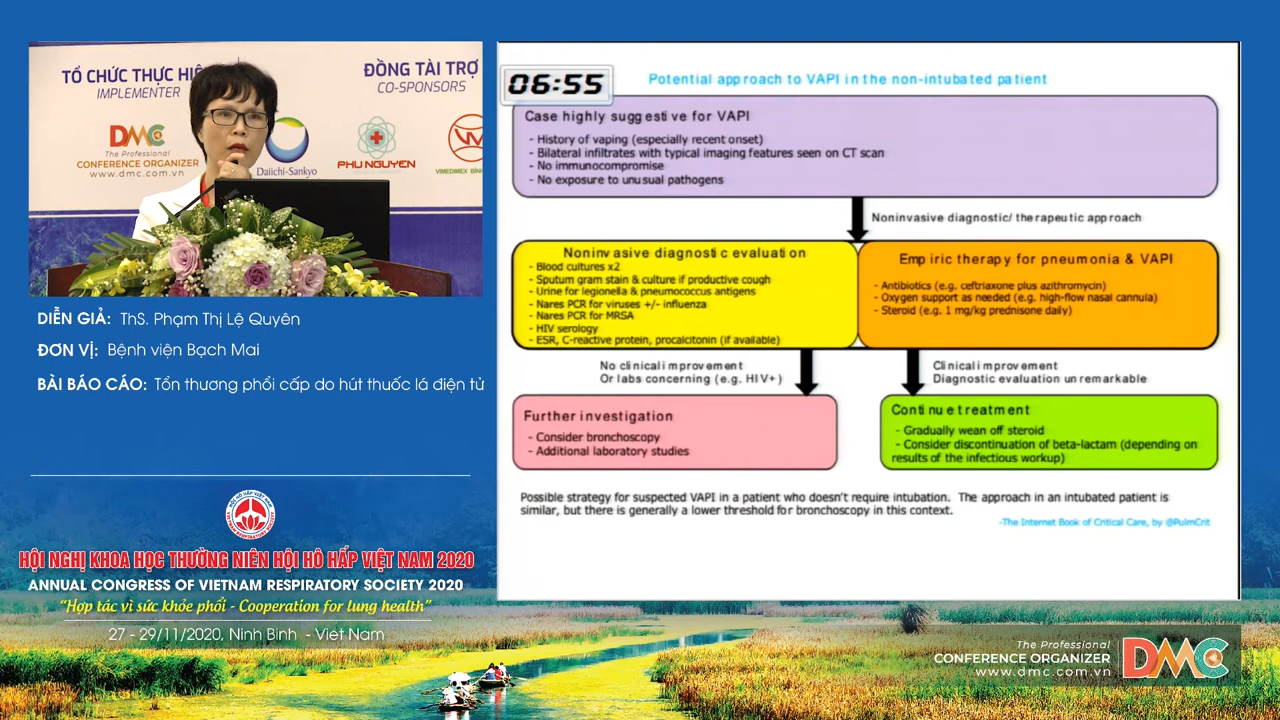 TỔ CHỨC THỰC HIỆ
IMPLEMENTER
ĐỒNG TÀI TRỢ
CO-SPONSORS
DMC
The Professional
CONFERENCE ORGANIZER
www.dmc.com.vn
Daiichi-Sankyo
PHU NGUYEN
VIMEDIMEX BÌN
DIỄN GIẢ: ThS. Phạm Thị Lệ Quyên
ĐƠN VỊ: Bệnh viện Bạch Mai
BÀI BÁO CÁO: Tổn thương phổi cấp do hút thuốc lá điện tử
HỘI NGHỊ KHOA HỌC THƯỜNG NIÊN HỘI HÔ HẤP VIỆT NAM 2020
ANNUAL CONGRESS OF VIETNAM RESPIRATORY SOCIETY 2020
“Hợp tác vì sức khỏe phổi - Cooperation for lung health”
27 - 29/11/2020, Ninh Bình - Việt Nam
06:55
Potential approach to VAPI in the non-intubated patient
Case highly suggestive for VAPI
- History of vaping (especially recent onset)
- Bilateral infiltrates with typical imaging features seen on CT scan
- No immunocompromise
- No exposure to unusual pathogens
Noninvasive diagnostic/ therapeutic approach
Noninvasive diagnostic evaluation
- Blood cultures x2
- Sputum gram stain & culture if productive cough
- Urine for legionella & pneumococcus antigens
- Nares PCR for viruses +/- influenza
- Nares PCR for MRSA
- HIV serology
- ESR, C-reactive protein, procalcitonin (if available)
Empiric therapy for pneumonia & VAPI
- Antibiotics (e.g. ceftriaxone plus azithromycin)
- Oxygen support as needed (e.g. high-flow nasal cannula)
- Steroid (e.g. 1 mg/kg prednisone daily)
No clinical improvement
Or labs concerning (e.g. HIV+)
Clinical improvement
Diagnostic evaluation unremarkable
Further investigation
- Consider bronchoscopy
- Additional laboratory studies
Continue treatment
- Gradually wean off steroid
- Consider discontinuation of beta-lactam (depending on
results of the infectious workup)
Possible strategy for suspected VAPI in a patient who doesn't require intubation. The approach in an intubated patient is
similar, but there is generally a lower threshold for bronchoscopy in this context.
-The Internet Book of Critical Care, by @PulmCrit
The Professional
CONFERENCE ORGANIZER
www.dmc.com.vn
DMC